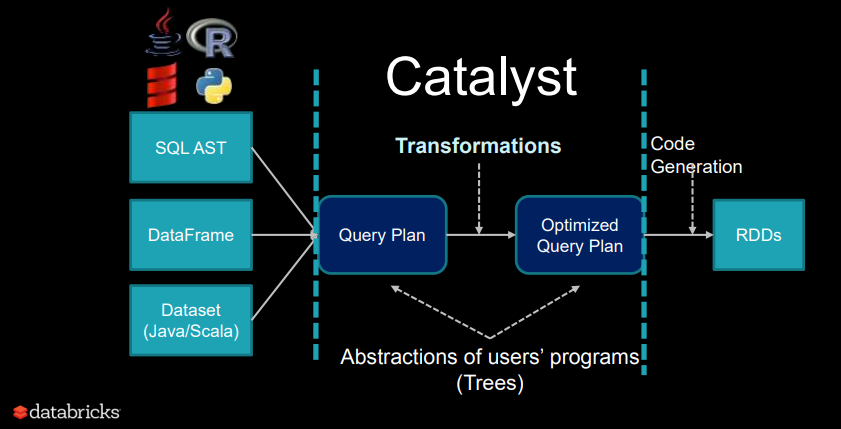 R
Catalyst
SQL AST
Transformations
Code
Generation
DataFrame
Query Plan
Optimized
Query Plan
RDDs
Dataset
(Java/Scala)
Abstractions of users’ programs
(Trees)
databricks